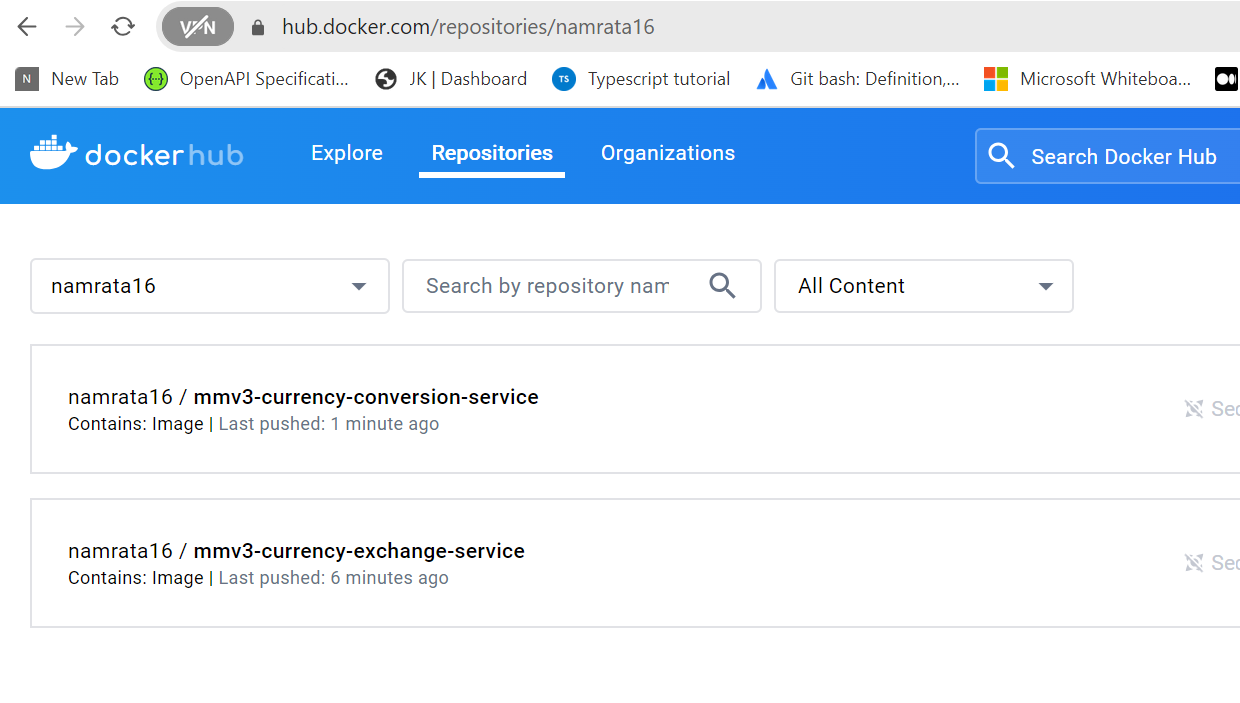 VPN hub.docker.com/repositories/namrata16
N New Tab {...} OpenAPI Specificati... JK | Dashboard TS Typescript tutorial Git bash: Definition,... Microsoft Whiteboa...
docker hub Explore Repositories Organizations Search Docker Hub
namrata16 Search by repository nam All Content
namrata16 / mmv3-currency-conversion-service
Contains: Image | Last pushed: 1 minute ago
namrata16 / mmv3-currency-exchange-service
Contains: Image | Last pushed: 6 minutes ago